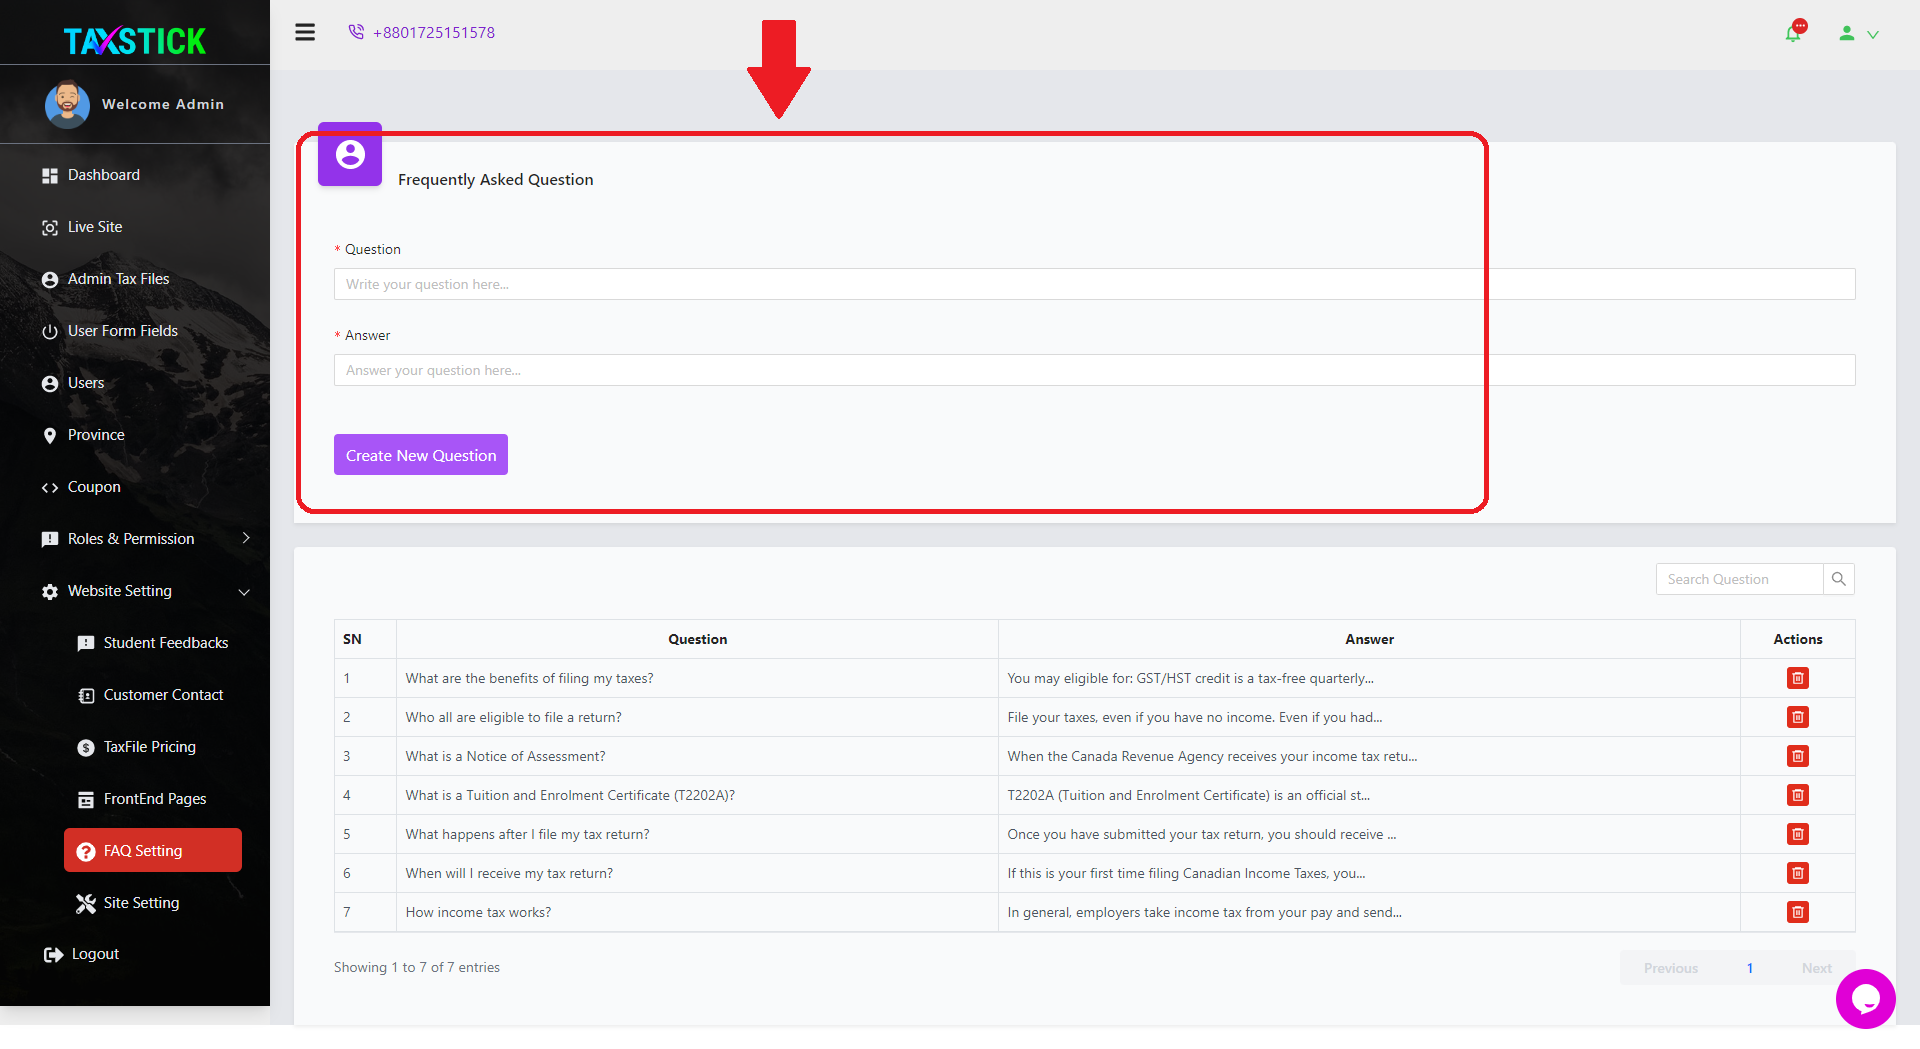 TAXSTICK
+8801725151578
Welcome Admin
Dashboard
Live Site
Admin Tax Files
User Form Fields
Users
Province
Coupon
Roles & Permission
Website Setting
Student Feedbacks
Customer Contact
TaxFile Pricing
FrontEnd Pages
FAQ Setting
Site Setting
Logout
Frequently Asked Question
* Question
Write your question here...
* Answer
Answer your question here...
Create New Question
Search Question
SN Question Answer Actions
1 What are the benefits of filing my taxes? You may eligible for: GST/HST credit is a tax-free quarterly...
2 Who all are eligible to file a return? File your taxes, even if you have no income. Even if you had...
3 What is a Notice of Assessment? When the Canada Revenue Agency receives your income tax retu...
4 What is a Tuition and Enrolment Certificate (T2202A)? T2202A (Tuition and Enrolment Certificate) is an official st...
5 What happens after I file my tax return? Once you have submitted your tax return, you should receive ...
6 When will I receive my tax return? If this is your first time filing Canadian Income Taxes, you...
7 How income tax works? In general, employers take income tax from your pay and send...
Showing 1 to 7 of 7 entries
Previous 1 Next